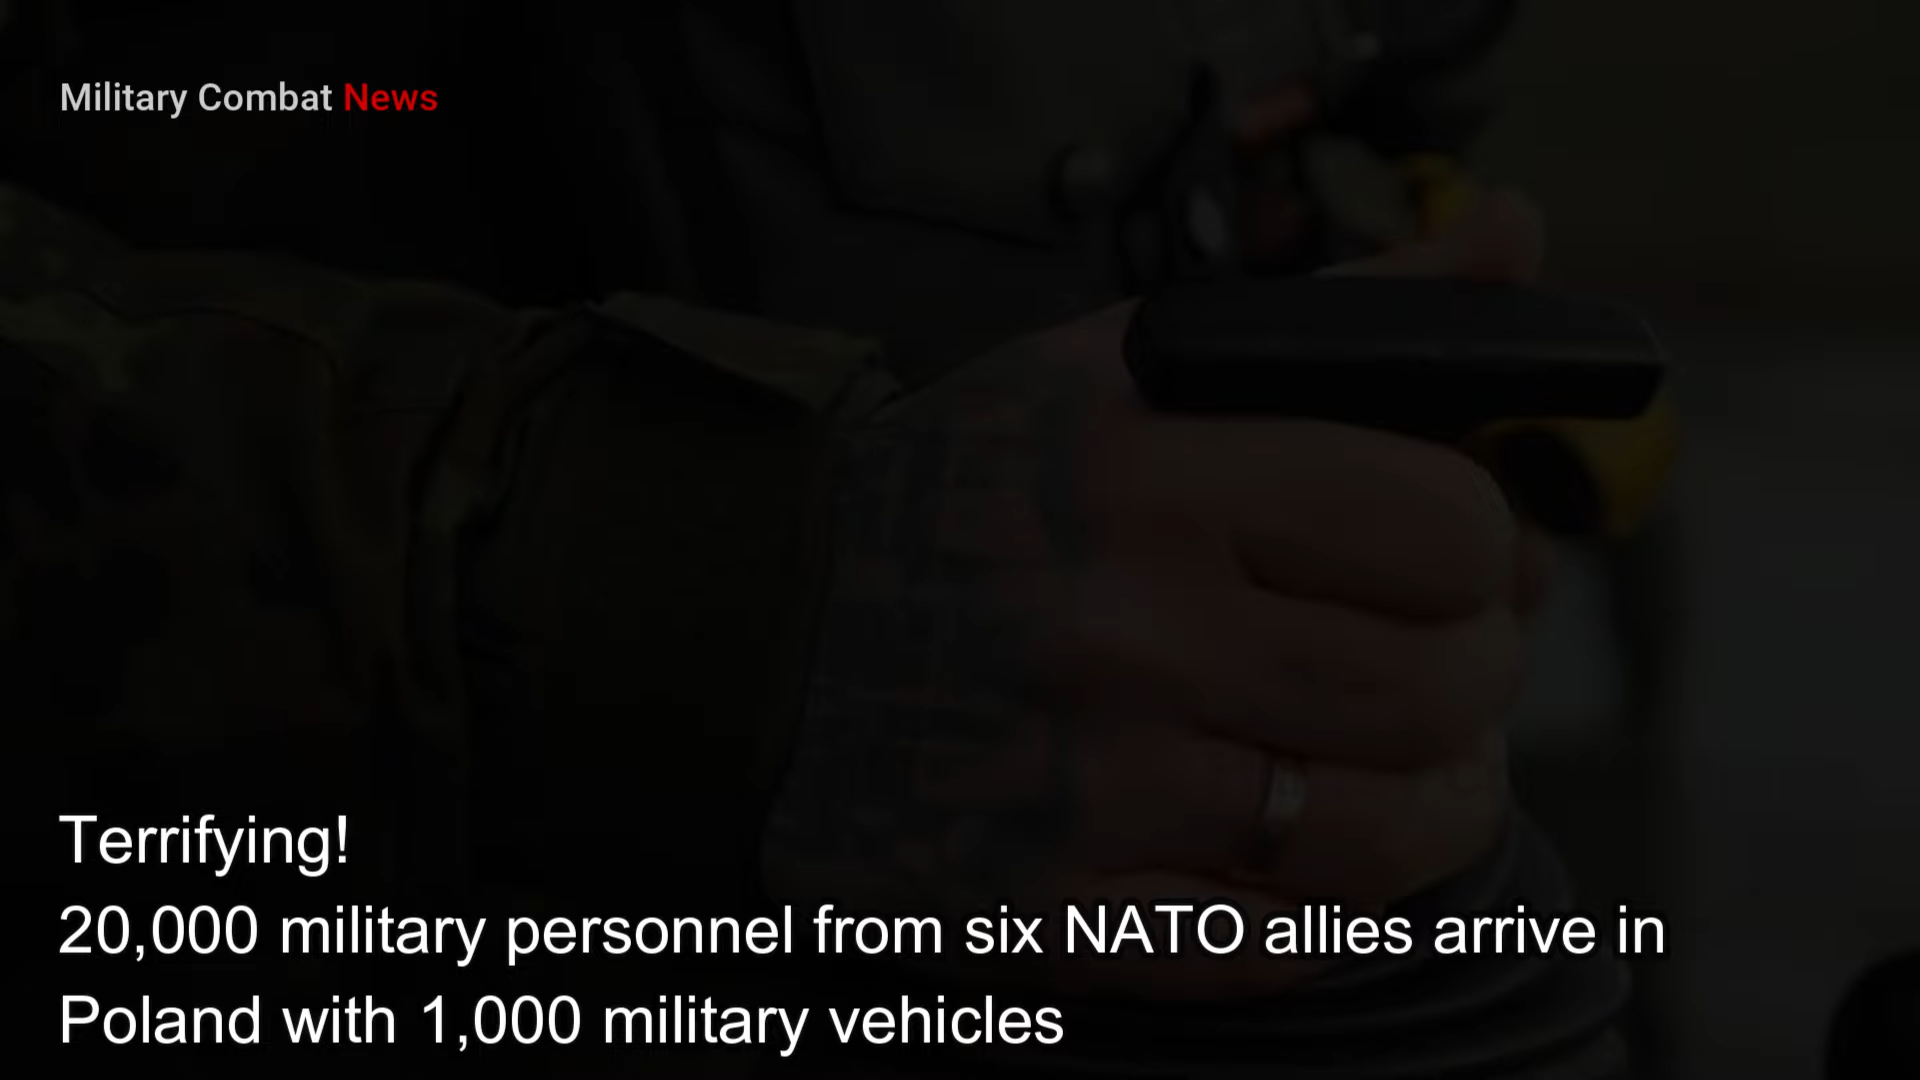 Military Combat News
Terrifying!
20,000 military personnel from six NATO allies arrive in
Poland with 1,000 military vehicles